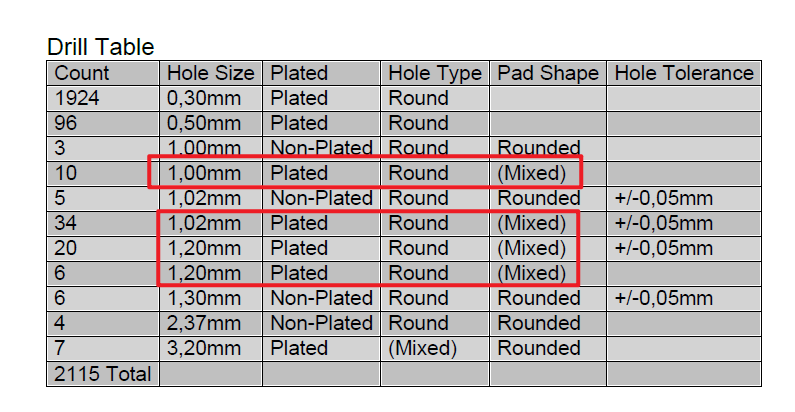 Drill Table
Count Hole Size Plated Hole Type Pad Shape Hole Tolerance
1924 0,30mm Plated Round
96 0,50mm Plated Round
3 1,00mm Non-Plated Round Rounded
10 1,00mm Plated Round (Mixed)
5 1,02mm Non-Plated Round Rounded +/-0,05mm
34 1,02mm Plated Round (Mixed) +/-0,05mm
20 1,20mm Plated Round (Mixed) +/-0,05mm
6 1,20mm Plated Round (Mixed)
6 1,30mm Non-Plated Round Rounded +/-0,05mm
4 2,37mm Non-Plated Round Rounded
7 3,20mm Plated (Mixed) Rounded
2115 Total